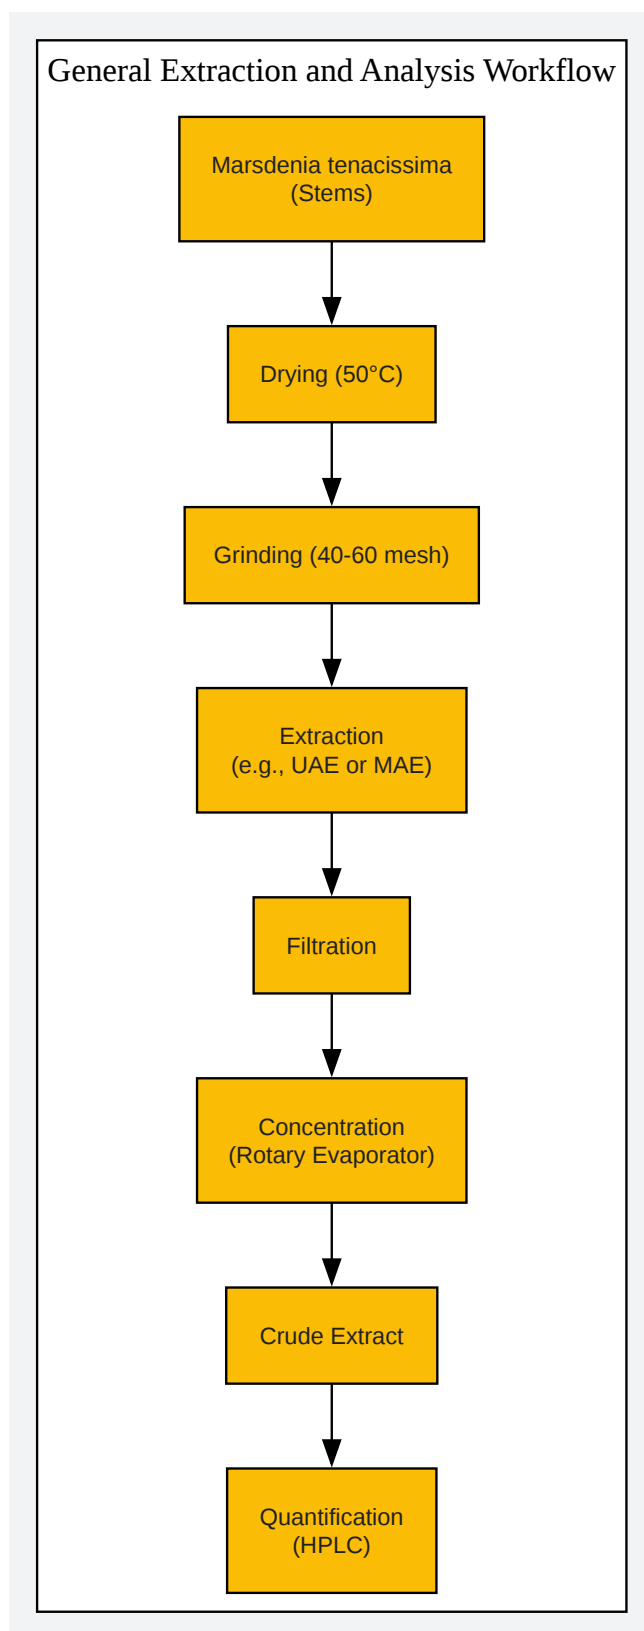 General Extraction and Analysis Workflow
Marsdenia tenacissima
(Stems)
Drying (50°C)
Grinding (40-60 mesh)
Extraction
(e.g., UAE or MAE)
Filtration
Concentration
(Rotary Evaporator)
Crude Extract
Quantification
(HPLC)